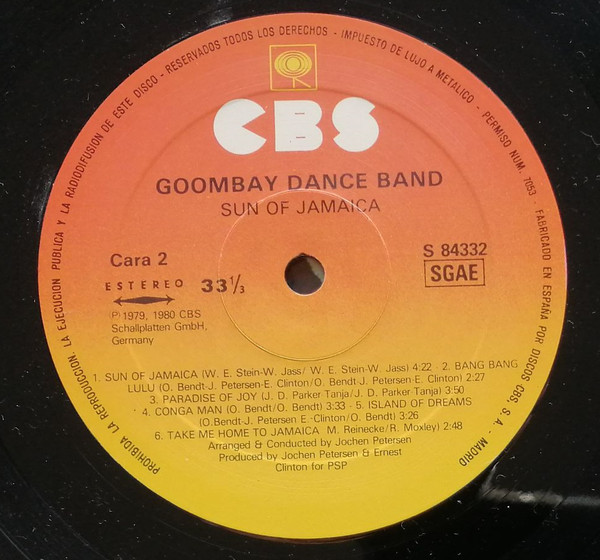 PROHIBIDA LA REPRODUCCION, LA EJECUCION PUBLICA Y LA RADIODIFUSION DE ESTE DISCO - RESERVADOS TODOS LOS DERECHOS - IMPUESTO DE LUJO A METALICO - PERMISO NUM. 7053 - FABRICADO EN ESPAÑA POR DISCOS CBS, S. A. - MADRID
CBS
GOOMBAY DANCE BAND
SUN OF JAMAICA
Cara 2
S 84332
ESTEREO 33 1/3
SGAE
Ⓟ 1979, 1980 CBS
Schallplatten GmbH,
Germany
1. SUN OF JAMAICA (W. E. Stein-W. Jass/ W. E. Stein-W. Jass) 4:22 - 2. BANG BANG
LULU (O. Bendt-J. Petersen-E. Clinton/O. Bendt-J. Petersen-E. Clinton) 2:27
3. PARADISE OF JOY (J. D. Parker-Tanja/J. D. Parker-Tanja) 3:50
4. CONGA MAN (O. Bendt/O. Bendt) 3:33 - 5. ISLAND OF DREAMS
(O.Bendt-J. Petersen E.-Clinton/O. Bendt) 3:26
6. TAKE ME HOME TO JAMAICA M. Reinecke/R. Moxley) 2:48
Arranged & Conducted by Jochen Petersen
Produced by Jochen Petersen & Ernest
Clinton for PSP